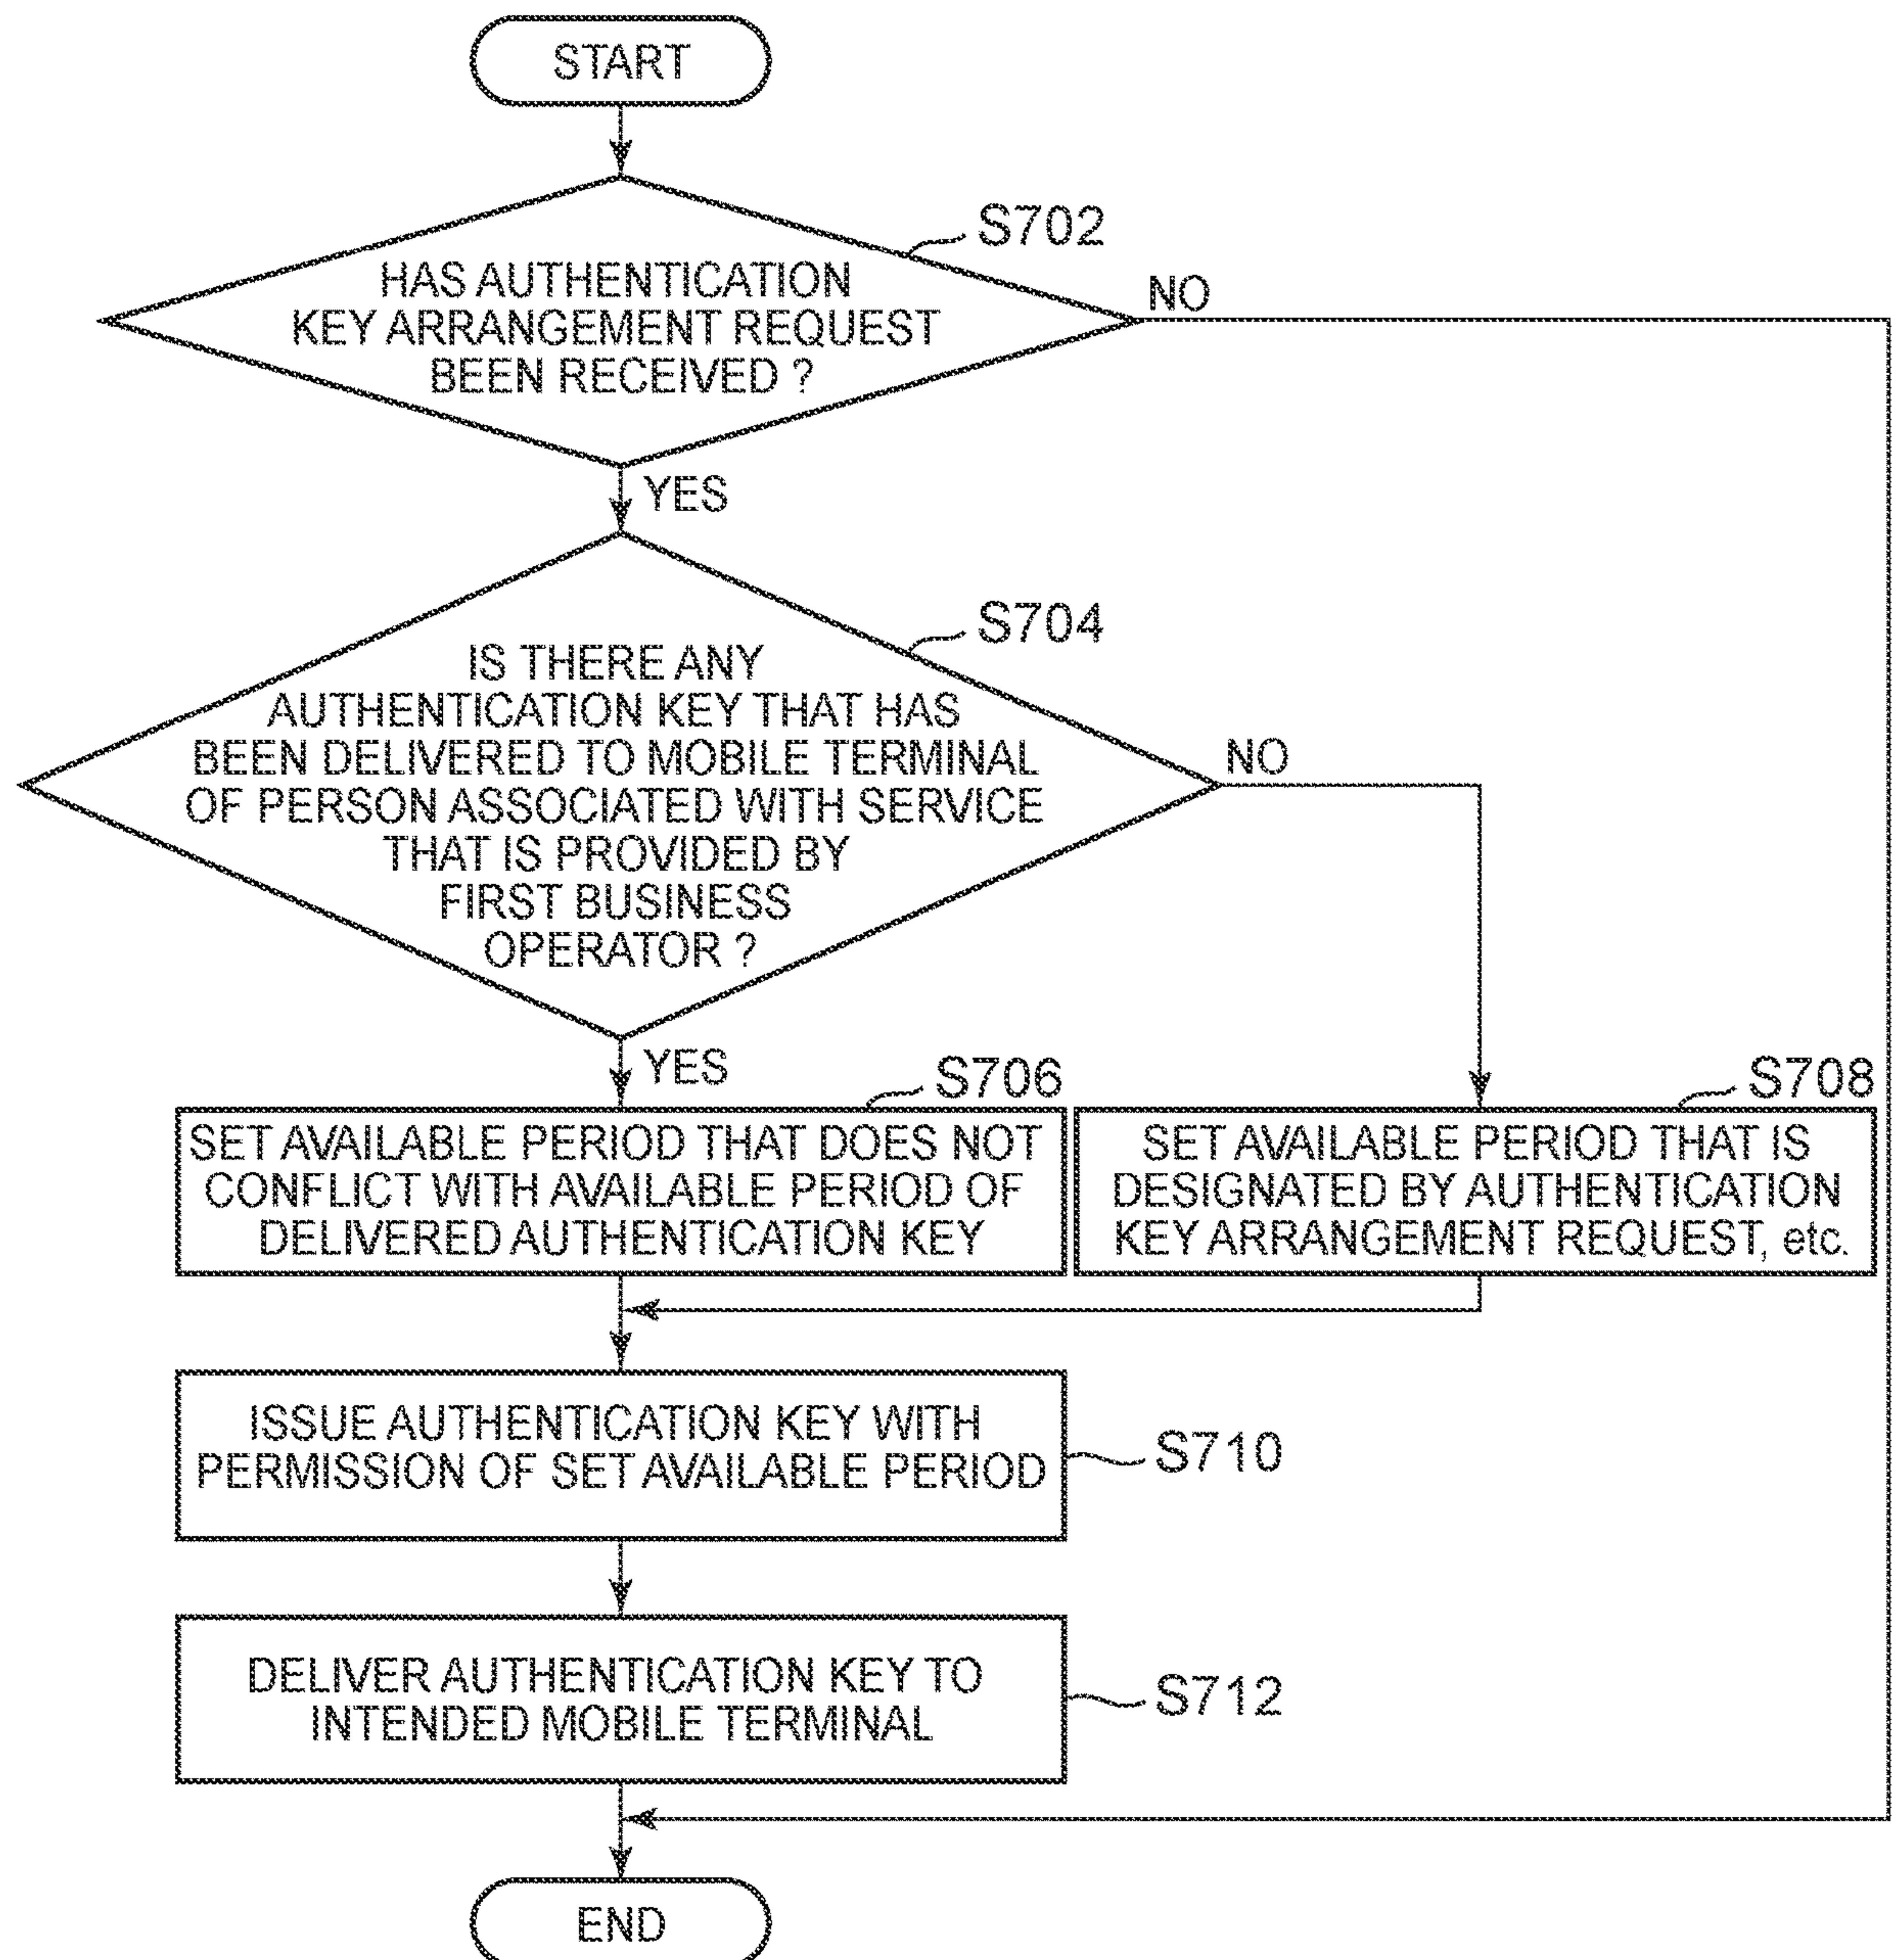 START
S702
HAS AUTHENTICATION
KEY ARRANGEMENT REQUEST
BEEN RECEIVED ?
NO
YES
S704
IS THERE ANY
AUTHENTICATION KEY THAT HAS
BEEN DELIVERED TO MOBILE TERMINAL
OF PERSON ASSOCIATED WITH SERVICE
THAT IS PROVIDED BY
FIRST BUSINESS
OPERATOR ?
NO
YES
S706
SET AVAILABLE PERIOD THAT DOES NOT
CONFLICT WITH AVAILABLE PERIOD OF
DELIVERED AUTHENTICATION KEY
S708
SET AVAILABLE PERIOD THAT IS
DESIGNATED BY AUTHENTICATION
KEY ARRANGEMENT REQUEST, etc.
ISSUE AUTHENTICATION KEY WITH
PERMISSION OF SET AVAILABLE PERIOD
S710
DELIVER AUTHENTICATION KEY TO
INTENDED MOBILE TERMINAL
S712
END